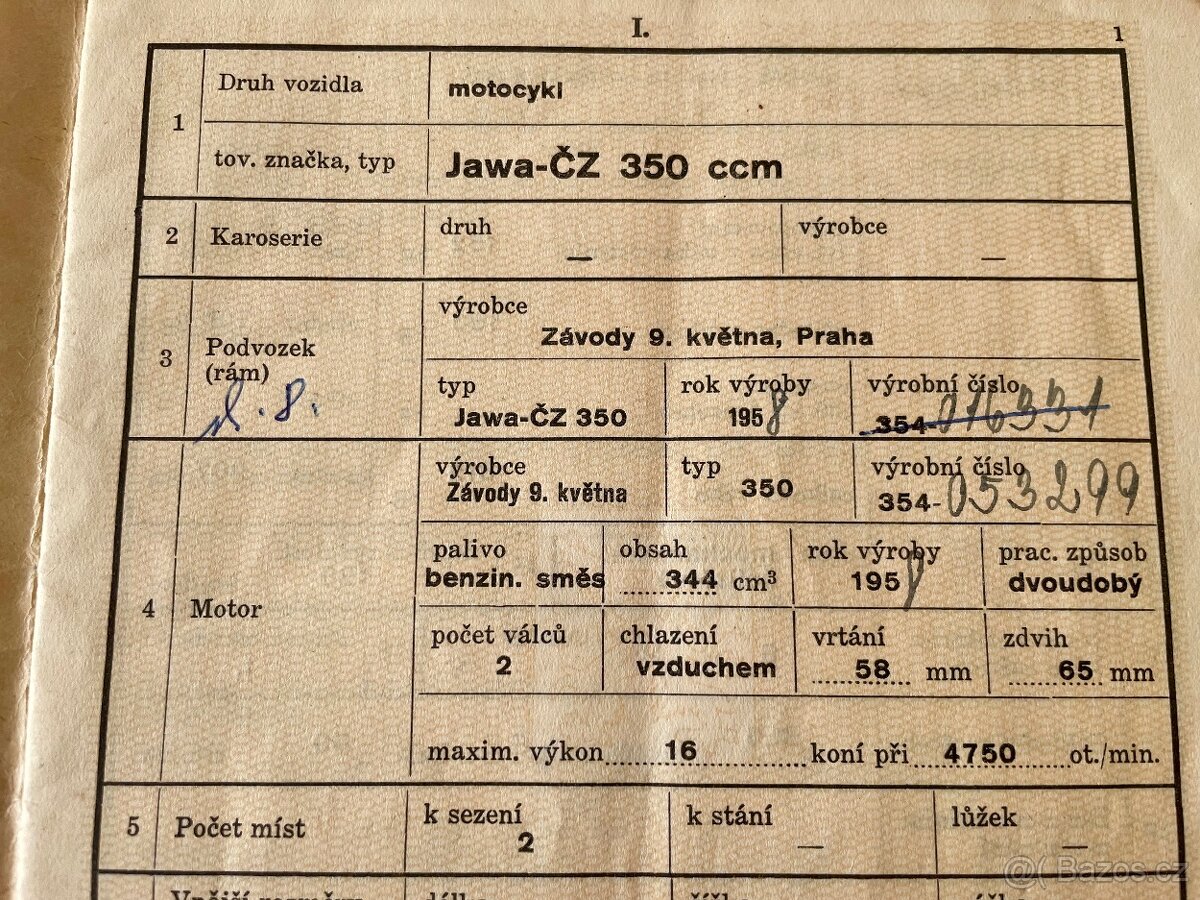 I.
1
1 Druh vozidla motocykl
tov. značka, typ Jawa-ČZ 350 ccm
2 Karoserie druh — výrobce —
3 Podvozek (rám)
výrobce
Závody 9. května, Praha
typ rok výroby výrobní číslo
Jawa-ČZ 350 1958 354-016331
4 Motor
výrobce typ výrobní číslo
Závody 9. května 350 354-053299
palivo obsah rok výroby prac. způsob
benzin. směs 344 cm³ 195 dvoudobý
počet válců chlazení vrtání zdvih
2 vzduchem 58 mm 65 mm
maxim. výkon 16 koní při 4750 ot./min.
5 Počet míst k sezení k stání lůžek
2 — —
@( Bazos.cz